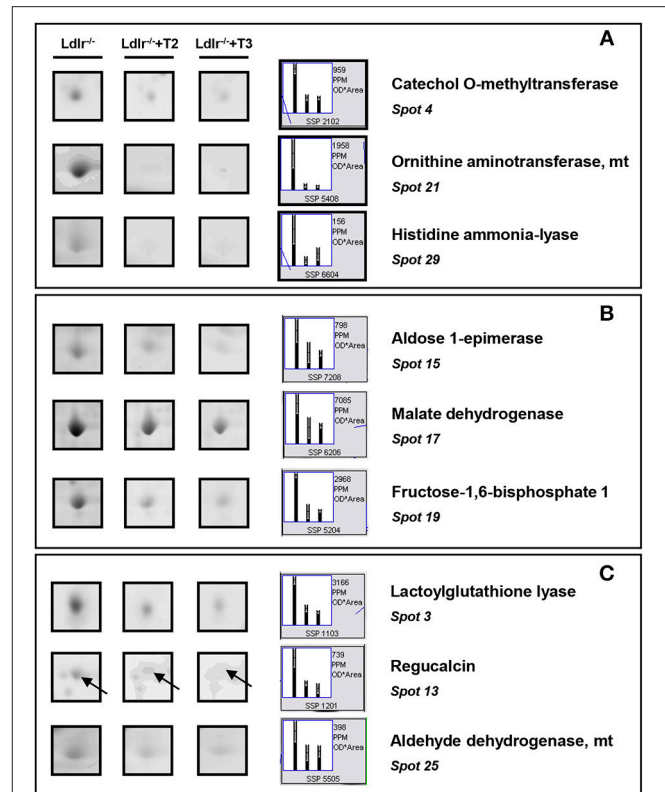 A
Ldlr-/- Ldlr-/-+T2 Ldlr-/-+T3
959
PPM
OD*Area
SSP 2102
Catechol O-methyltransferase
Spot 4
1958
PPM
OD*Area
SSP 5408
Ornithine aminotransferase, mt
Spot 21
156
PPM
OD*Area
SSP 6604
Histidine ammonia-lyase
Spot 29
B
798
PPM
OD*Area
SSP 7208
Aldose 1-epimerase
Spot 15
7085
PPM
OD*Area
SSP 6206
Malate dehydrogenase
Spot 17
2968
PPM
OD*Area
SSP 5204
Fructose-1,6-bisphosphate 1
Spot 19
C
3166
PPM
OD*Area
SSP 1103
Lactoylglutathione lyase
Spot 3
739
PPM
OD*Area
SSP 1201
Regucalcin
Spot 13
398
PPM
OD*Area
SSP 5505
Aldehyde dehydrogenase, mt
Spot 25